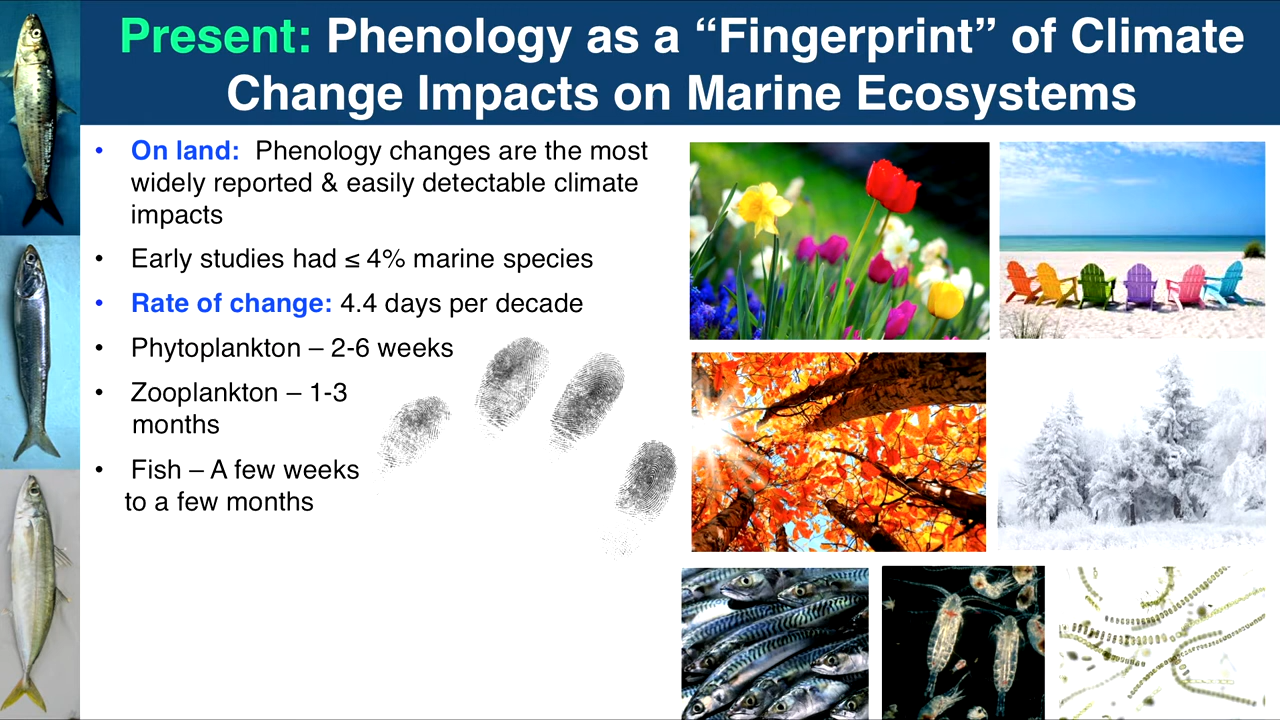 Present: Phenology as a “Fingerprint” of Climate
Change Impacts on Marine Ecosystems
• On land: Phenology changes are the most
widely reported & easily detectable climate
impacts
• Early studies had ≤ 4% marine species
• Rate of change: 4.4 days per decade
• Phytoplankton – 2-6 weeks
• Zooplankton – 1-3
months
• Fish – A few weeks
to a few months